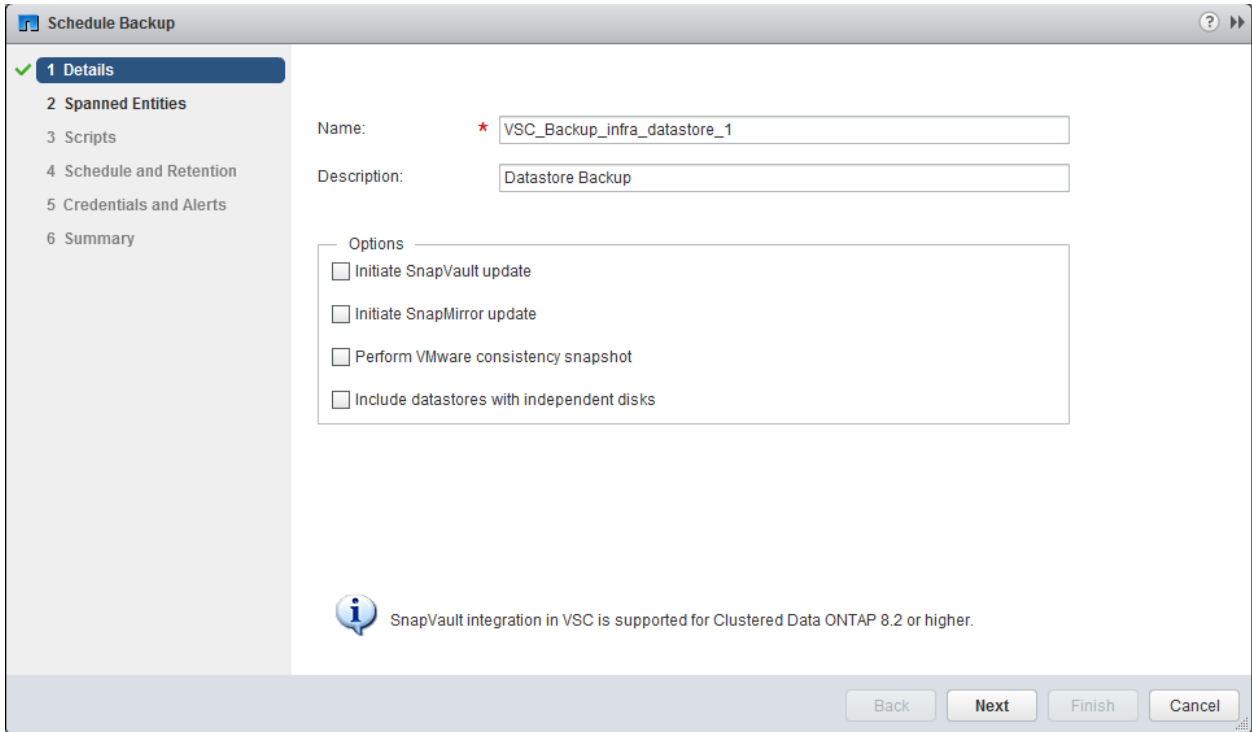 Schedule Backup
?
1 Details
2 Spanned Entities
3 Scripts
4 Schedule and Retention
5 Credentials and Alerts
6 Summary
Name: * VSC_Backup_infra_datastore_1
Description: Datastore Backup
Options
Initiate SnapVault update
Initiate SnapMirror update
Perform VMware consistency snapshot
Include datastores with independent disks
SnapVault integration in VSC is supported for Clustered Data ONTAP 8.2 or higher.
Back Next Finish Cancel